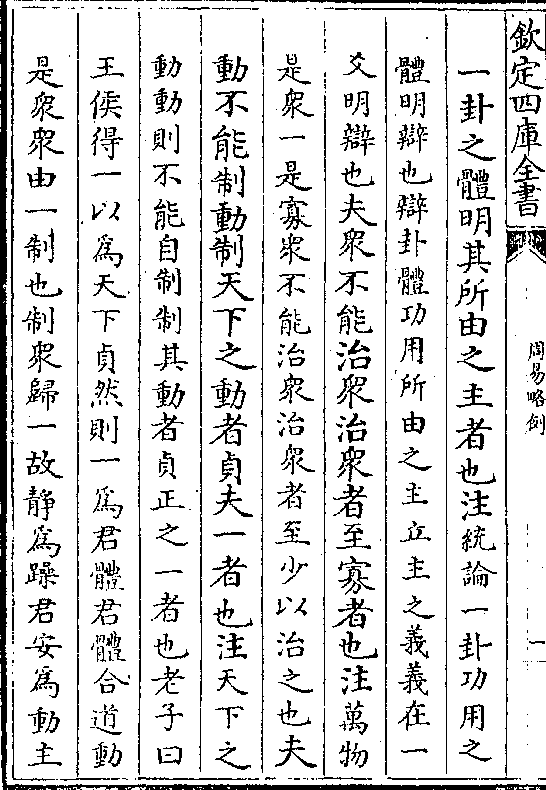 欽定四庫全書
周易略例
一
一卦之體明其所由之主者也注統論一卦功用之
體明辯也辯卦體功用所由之主立主之義義在一
爻明辯也夫衆不能治衆治衆者至寡者也注萬物
是衆一是寡衆不能治衆治衆者至少以治之也夫
動不能制動制天下之動者貞夫一者也注天下之
動動則不能自制制其動者貞正之一者也老子曰
王侯得一以爲天下貞然則一爲君體君體合道動
是衆衆由一制也制衆歸一故靜爲躁君安爲動主